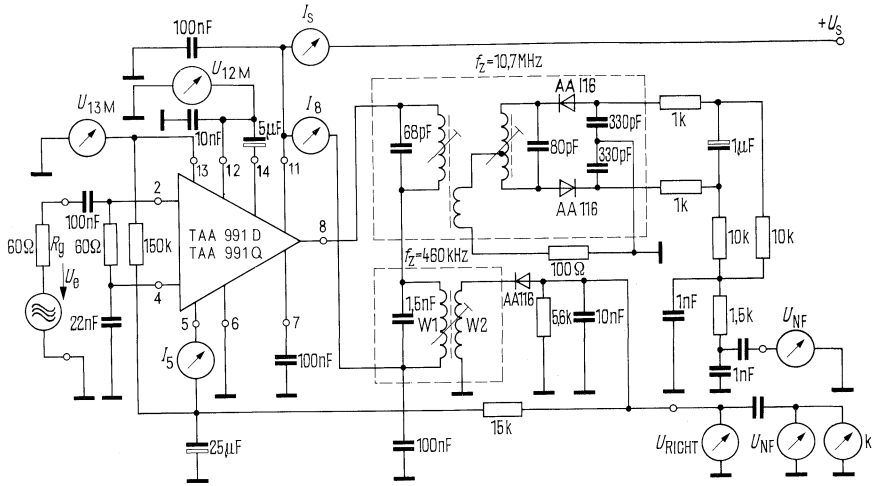 100nF
I_S
+U_S
U_12M
f_Z=10,7MHz
AA 116
I_8
U_13M
10nF
5µF
68pF
80pF
330pF
330pF
1k
1µF
13
12
14
11
2
8
AA 116
1k
100nF
TAA 991D
TAA 991Q
60Ω
R_g
60Ω
150k
10k
10k
f_Z=460kHz
100Ω
U_e
4
AA116
22nF
5
6
7
1,5nF
W1
W2
5,6k
10nF
1nF
1,5k
U_NF
I_5
100nF
1nF
15k
25µF
100nF
U_RIGHT
U_NF
k